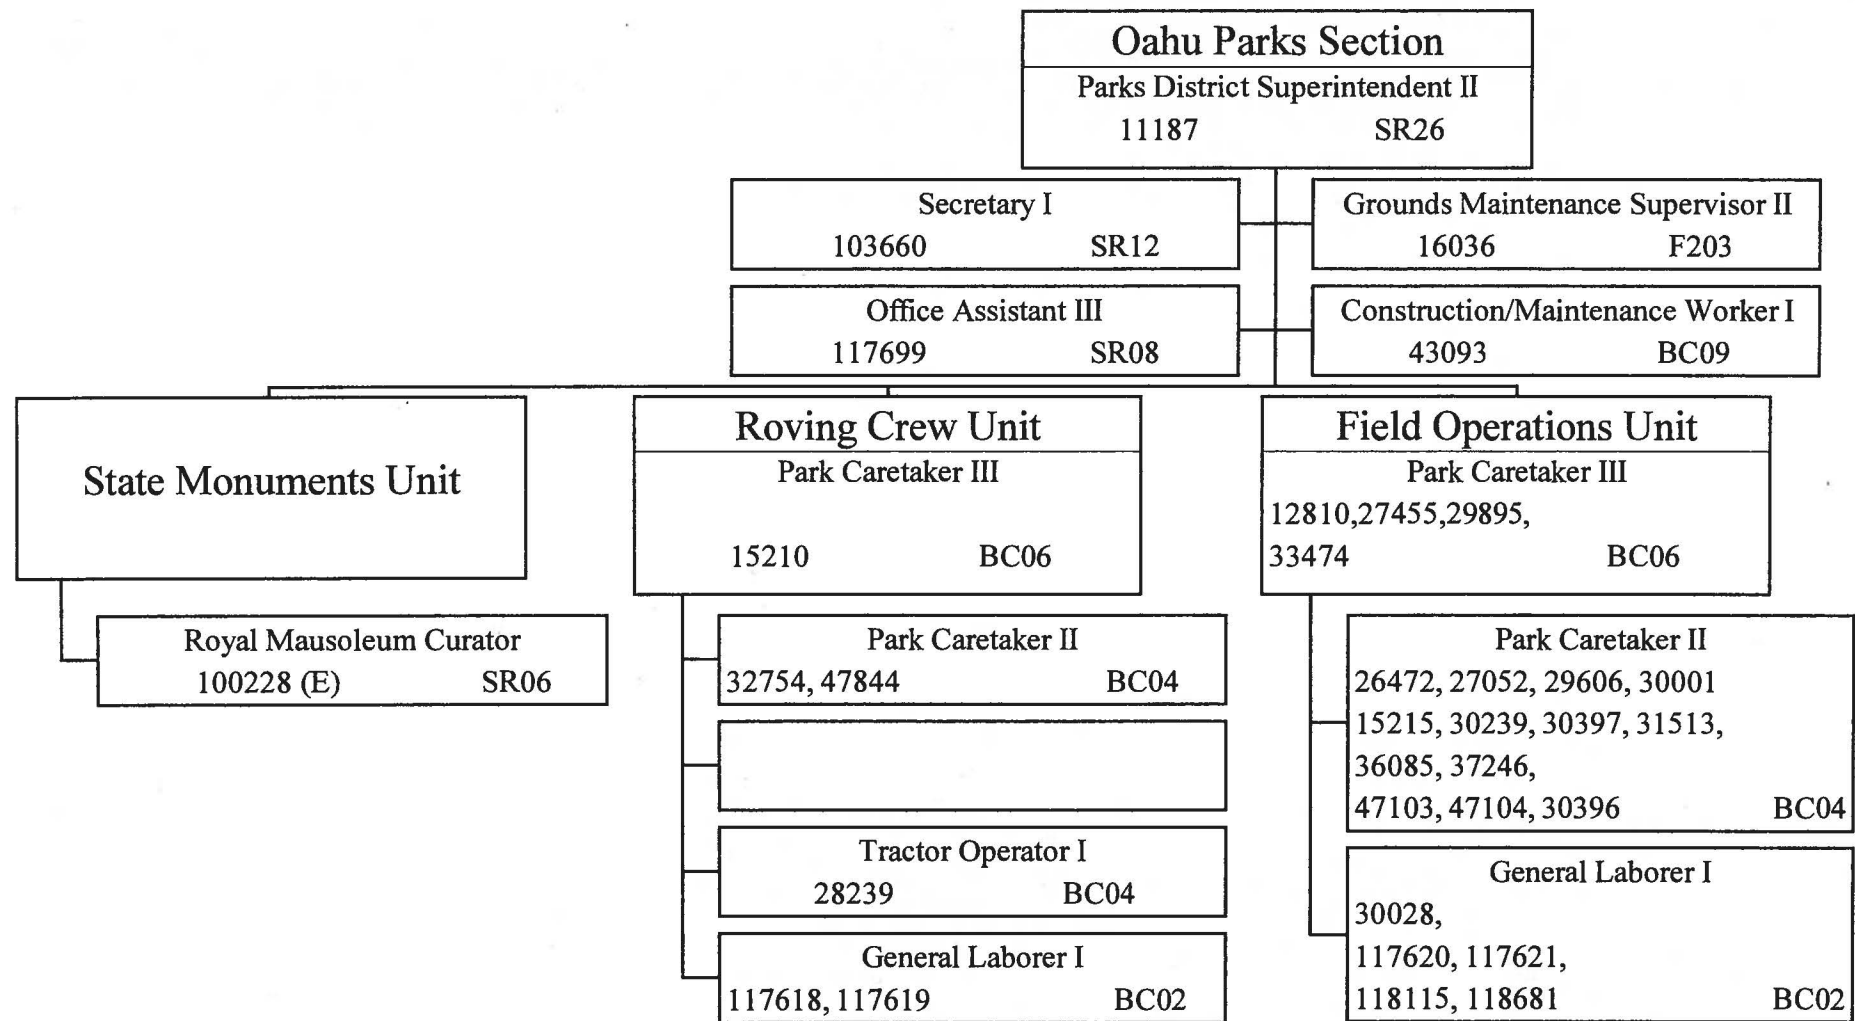 Oahu Parks Section
Parks District Superintendent II
11187 SR26
Secretary I
103660 SR12
Grounds Maintenance Supervisor II
16036 F203
Office Assistant III
117699 SR08
Construction/Maintenance Worker I
43093 BC09
State Monuments Unit
Royal Mausoleum Curator
100228 (E) SR06
Roving Crew Unit
Park Caretaker III
15210 BC06
Park Caretaker II
32754, 47844 BC04
Tractor Operator I
28239 BC04
General Laborer I
117618, 117619 BC02
Field Operations Unit
Park Caretaker III
12810,27455,29895,
33474 BC06
Park Caretaker II
26472, 27052, 29606, 30001
15215, 30239, 30397, 31513,
36085, 37246,
47103, 47104, 30396 BC04
General Laborer I
30028,
117620, 117621,
118115, 118681 BC02